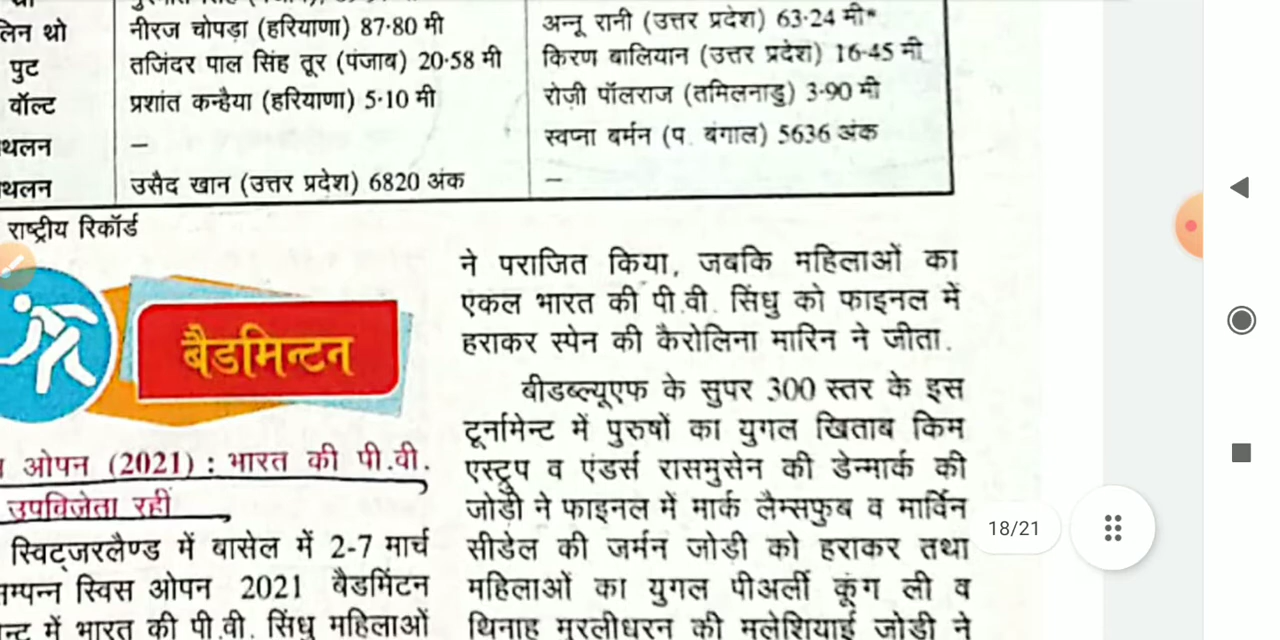 लिन थो नीरज चोपड़ा (हरियाणा) 87·80 मी अन्नू रानी (उत्तर प्रदेश) 63·24 मी*
पुट तजिंदर पाल सिंह तूर (पंजाब) 20·58 मी किरण बालियान (उत्तर प्रदेश) 16·45 मी
वॉल्ट प्रशांत कन्हैया (हरियाणा) 5·10 मी रोज़ी पॉलराज (तमिलनाडु) 3·90 मी
थलन – स्वप्ना बर्मन (प. बंगाल) 5636 अंक
थलन उसैद खान (उत्तर प्रदेश) 6820 अंक –
राष्ट्रीय रिकॉर्ड
बैडमिन्टन
ओपन (2021) : भारत की पी.वी.
उपविजेता रहीं
स्विट्जरलैण्ड में बासेल में 2-7 मार्च
म्पन्न स्विस ओपन 2021 बैडमिंटन
न्ट में भारत की पी.वी. सिंधु महिलाओं
ने पराजित किया, जबकि महिलाओं का
एकल भारत की पी.वी. सिंधु को फाइनल में
हराकर स्पेन की कैरोलिना मारिन ने जीता.
बीडब्ल्यूएफ के सुपर 300 स्तर के इस
टूर्नामेन्ट में पुरुषों का युगल खिताब किम
एस्ट्रुप व एंडर्स रासमुसेन की डेन्मार्क की
जोड़ी ने फाइनल में मार्क लैम्सफुब व मार्विन
सीडेल की जर्मन जोड़ी को हराकर तथा
महिलाओं का युगल पीअर्ली कूंग ली व
थिनाह मुरलीधरन की मलेशियाई जोड़ी ने
18/21